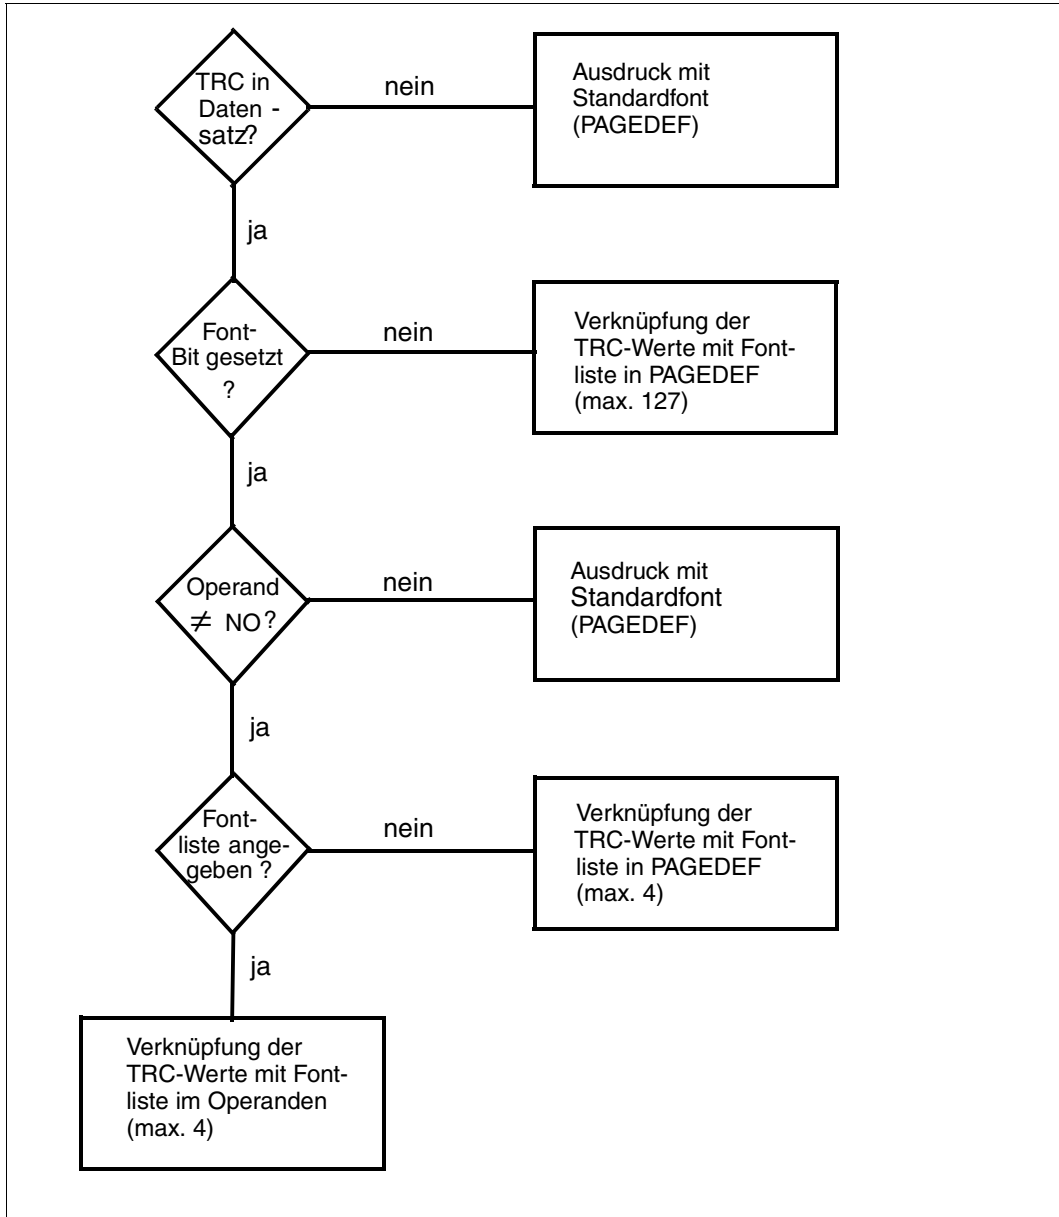 TRC in
Daten -
satz?
nein
Ausdruck mit
Standardfont
(PAGEDEF)
ja
Font-
Bit gesetzt
?
nein
Verknüpfung der
TRC-Werte mit Font-
liste in PAGEDEF
(max. 127)
ja
Operand
≠ NO?
nein
Ausdruck mit
Standardfont
(PAGEDEF)
ja
Font-
liste ange-
geben ?
nein
Verknüpfung der
TRC-Werte mit Font-
liste in PAGEDEF
(max. 4)
ja
Verknüpfung der
TRC-Werte mit Font-
liste im Operanden
(max. 4)